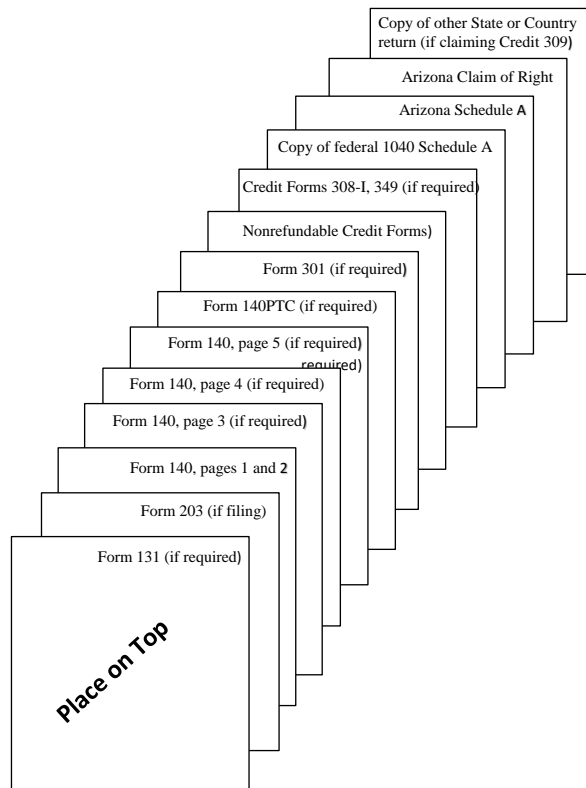 Copy of other State or Country
return (if claiming Credit 309)
Arizona Claim of Right
Arizona Schedule A
Copy of federal 1040 Schedule A
Credit Forms 308-I, 349 (if required)
Nonrefundable Credit Forms)
Form 301 (if required)
Form 140PTC (if required)
Form 140, page 5 (if required)
required)
Form 140, page 4 (if required)
Form 140, page 3 (if required)
Form 140, pages 1 and 2
Form 203 (if filing)
Form 131 (if required)
Place on Top